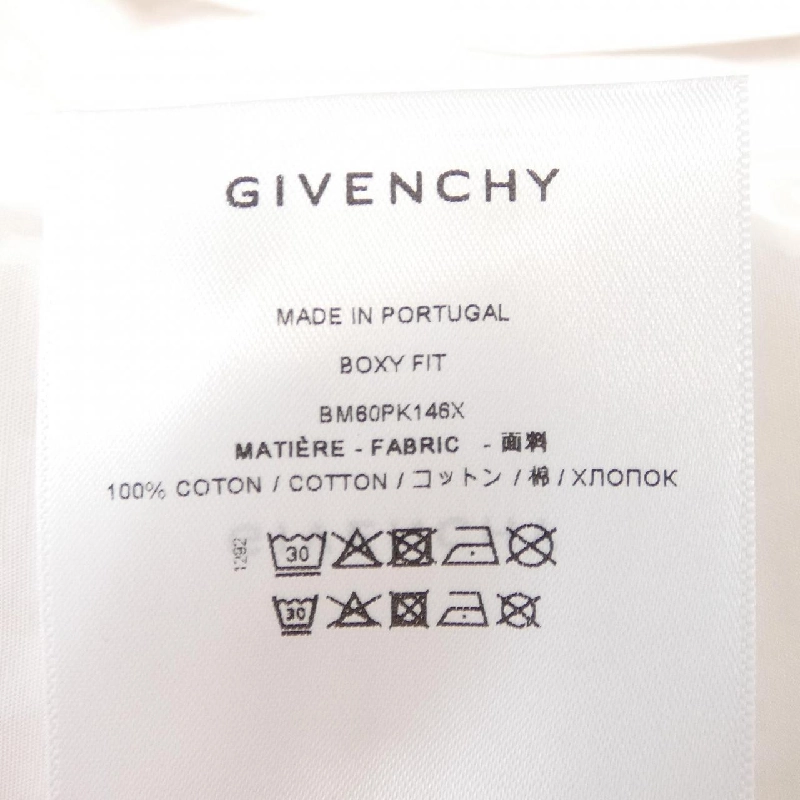 GIVENCHY
MADE IN PORTUGAL
BOXY FIT
BM60PK146X
MATIÈRE - FABRIC - 面料
100% COTON / COTTON / コットン / 棉 / ХЛОПОК
1292
30
30